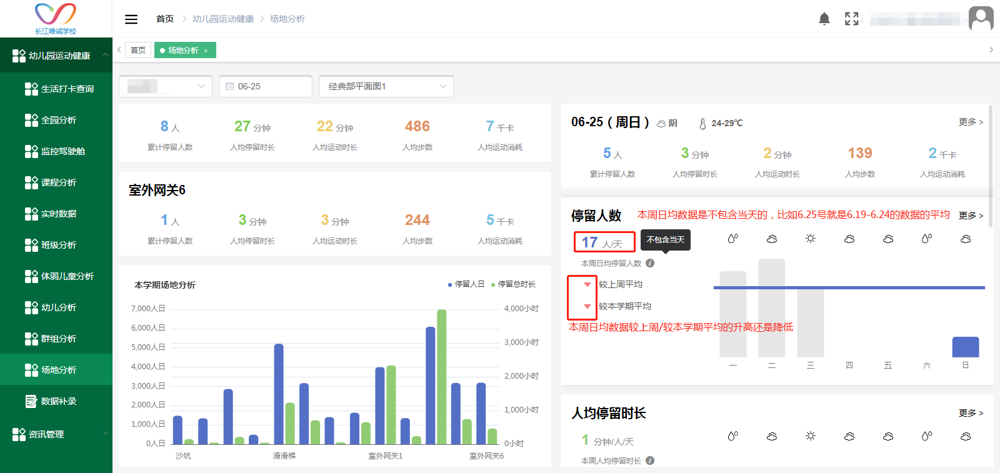 长江唯诚学校
首页 > 幼儿园运动健康 > 场地分析
首页
场地分析 ×
幼儿园运动健康
生活打卡查询
全园分析
监控驾驶舱
课程分析
实时数据
班级分析
体弱儿童分析
幼儿分析
群组分析
场地分析
数据补录
资讯管理
06-25
经典部平面图1
8 人
27 分钟
22 分钟
486
7 千卡
累计停留人数
人均停留时长
人均运动时长
人均步数
人均运动消耗
室外网关6
1 人
3 分钟
3 分钟
244
5 千卡
累计停留人数
人均停留时长
人均运动时长
人均步数
人均运动消耗
本学期场地分析
停留人日
停留总时长
7,000人日
6,000人日
5,000人日
4,000人日
3,000人日
2,000人日
1,000人日
0人日
4,000小时
3,000小时
2,000小时
1,000小时
0小时
沙坑
滑滑梯
室外网关1
室外网关6
06-25（周日）
阴
24-29℃
更多 >
5 人
3 分钟
2 分钟
139
2 千卡
累计停留人数
人均停留时长
人均运动时长
人均步数
人均运动消耗
停留人数
本周日均数据是不包含当天的，比如6.25号就是6.19-6.24的数据的平均
更多 >
17 人/天
不包含当天
本周日均停留人数
较上周平均
较本学期平均
本周日均数据较上周/较本学期平均的升高还是降低
一
二
三
四
五
六
日
人均停留时长
更多 >
1 分钟/人/天
本周人均停留时长